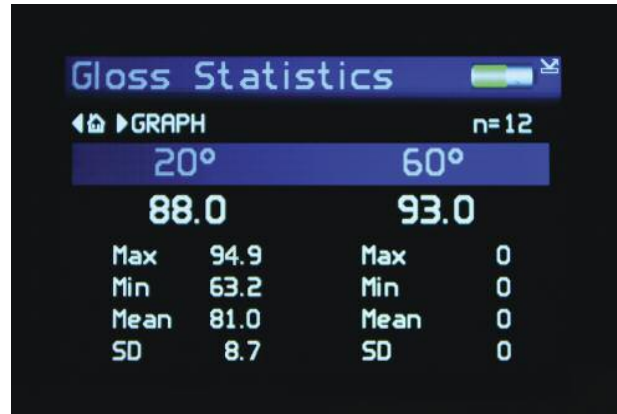 Gloss Statistics
GRAPH n=12
20° 60°
88.0 93.0
Max 94.9 Max 0
Min 63.2 Min 0
Mean 81.0 Mean 0
SD 8.7 SD 0